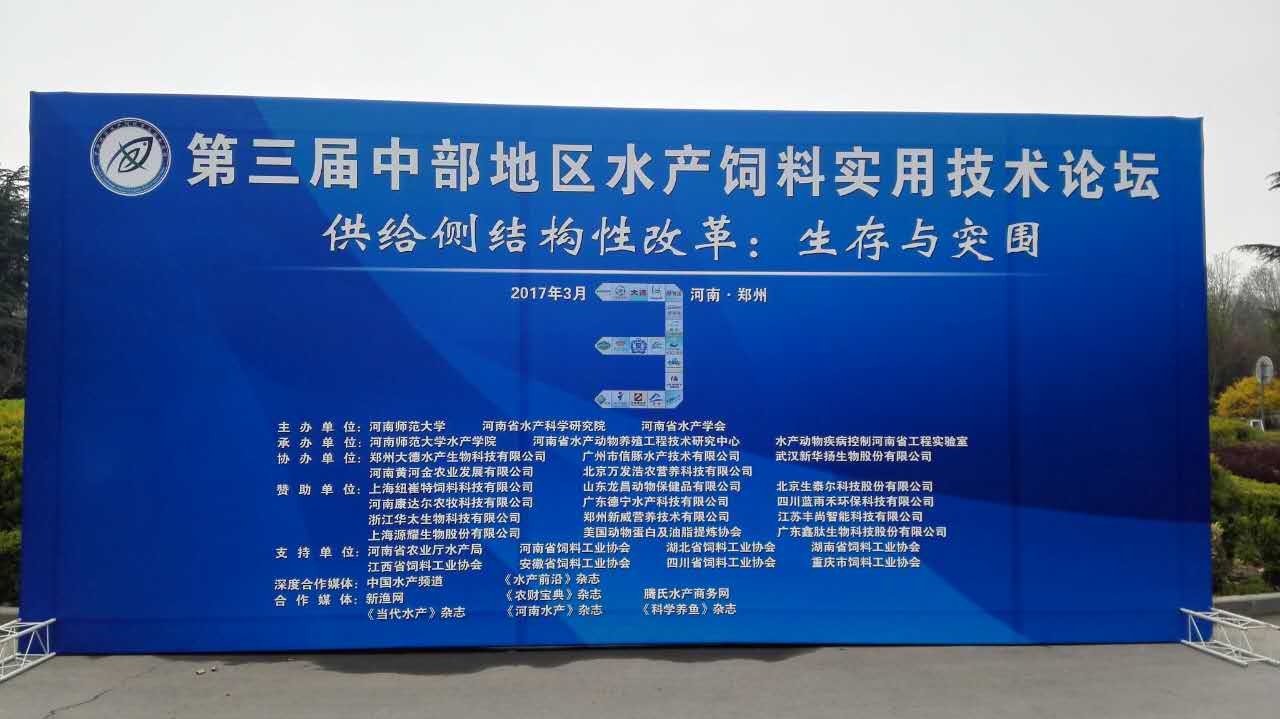 第三届中部地区水产饲料实用技术论坛
供给侧结构性改革：生存与突围
2017年3月 河南·郑州
主办单位：河南师范大学 河南省水产科学研究院 河南省水产学会
承办单位：河南师范大学水产学院 河南省水产动物养殖工程技术研究中心 水产动物疾病控制河南省工程实验室
协办单位：郑州大德水产生物科技有限公司 广州市信豚水产技术有限公司 武汉新华扬生物股份有限公司
河南黄河金农业发展有限公司 北京万发浩农营养科技有限公司
赞助单位：上海纽崔特饲料科技有限公司 山东龙昌动物保健品有限公司 北京生泰尔科技股份有限公司
河南康达尔农牧科技有限公司 广东德宁水产科技有限公司 四川蓝雨禾环保科技有限公司
浙江华太生物科技有限公司 郑州新威营养技术有限公司 江苏丰尚智能科技有限公司
上海源耀生物股份有限公司 美国动物蛋白及油脂提炼协会 广东鑫肽生物科技股份有限公司
支持单位：河南省农业厅水产局 河南省饲料工业协会 湖北省饲料工业协会 湖南省饲料工业协会
江西省饲料工业协会 安徽省饲料工业协会 四川省饲料工业协会 重庆市饲料工业协会
深度合作媒体：中国水产频道 《水产前沿》杂志
合作媒体：新渔网 《农财宝典》杂志 腾氏水产商务网
《当代水产》杂志 《河南水产》杂志 《科学养鱼》杂志